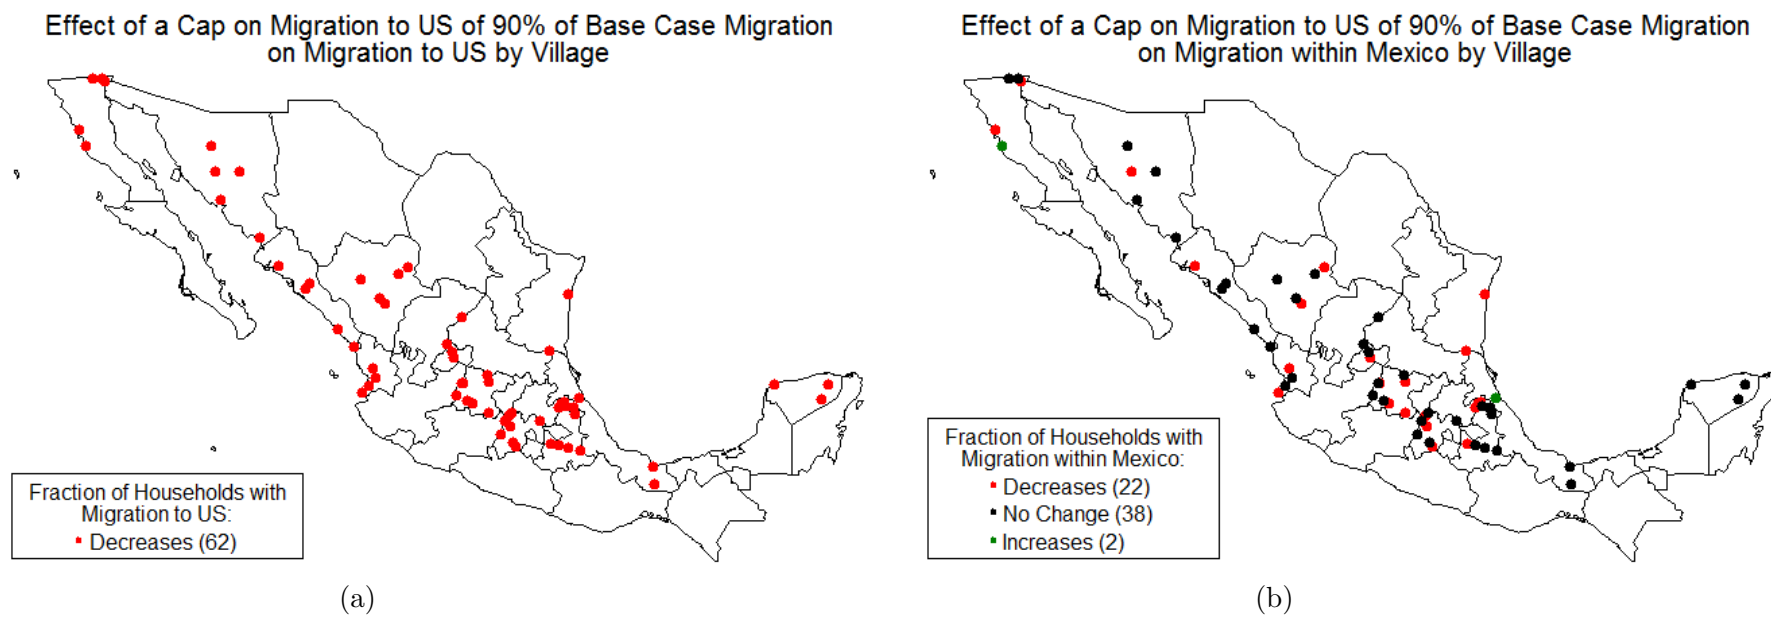 Effect of a Cap on Migration to US of 90% of Base Case Migration
on Migration to US by Village
Fraction of Households with
Migration to US:
Decreases (62)
(a)
Effect of a Cap on Migration to US of 90% of Base Case Migration
on Migration within Mexico by Village
Fraction of Households with
Migration within Mexico:
Decreases (22)
No Change (38)
Increases (2)
(b)